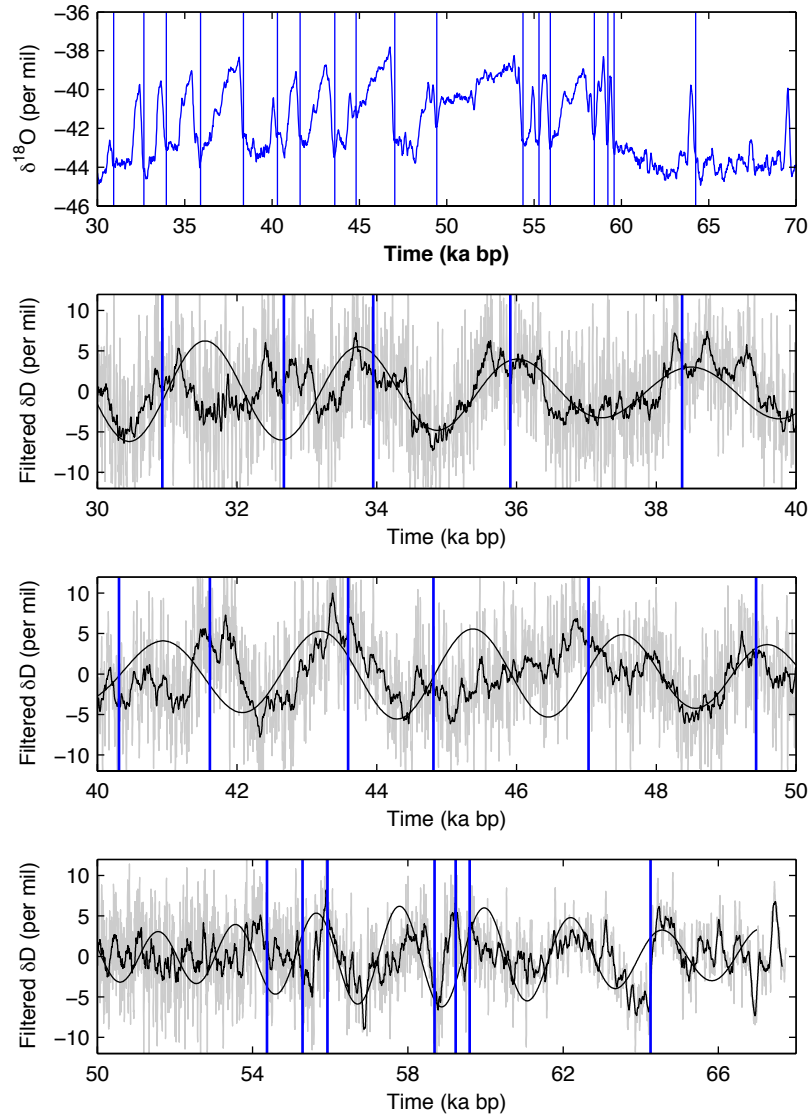 −36
−38
−40
−42
−44
−46
δ18O (per mil)
30 35 40 45 50 55 60 65 70
Time (ka bp)
10
5
0
−5
−10
Filtered δD (per mil)
30 32 34 36 38 40
Time (ka bp)
10
5
0
−5
−10
Filtered δD (per mil)
40 42 44 46 48 50
Time (ka bp)
10
5
0
−5
−10
Filtered δD (per mil)
50 54 58 62 66
Time (ka bp)